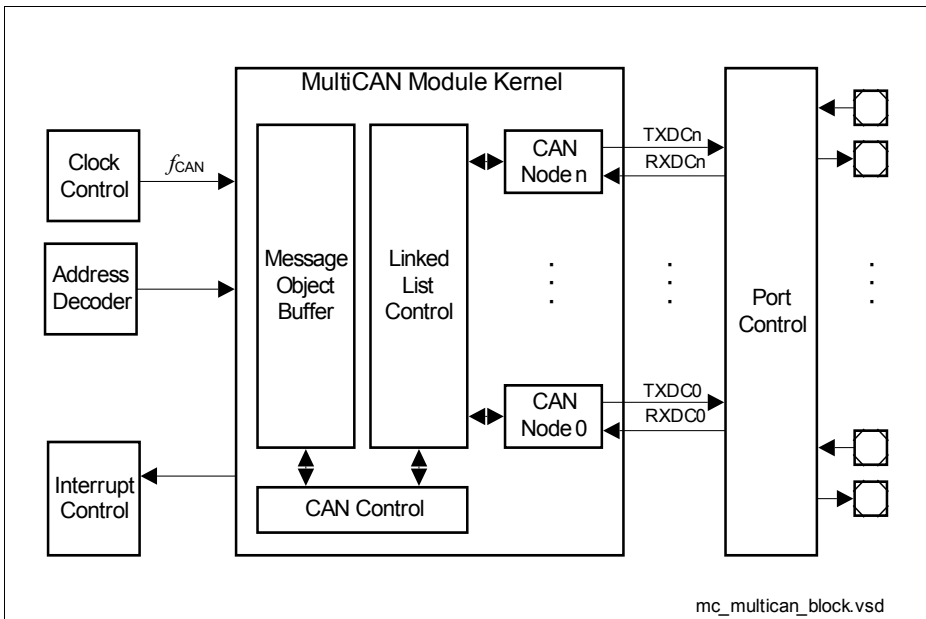 MultiCAN Module Kernel
Clock
Control
fCAN
Address
Decoder
Interrupt
Control
Message
Object
Buffer
Linked
List
Control
CAN Control
CAN
Node n
CAN
Node 0
TXDCn
RXDCn
TXDC0
RXDC0
Port
Control
mc_multican_block.vsd